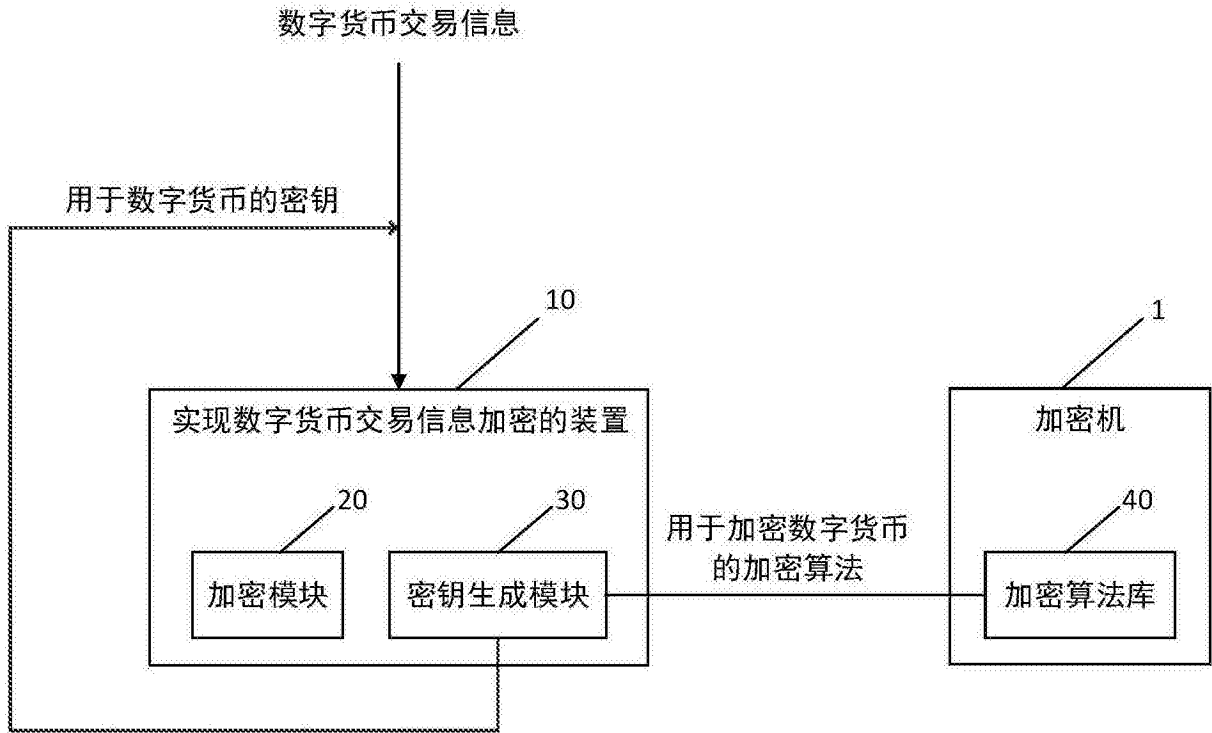 数字货币交易信息
用于数字货币的密钥
10
1
实现数字货币交易信息加密的装置
加密机
20
30
用于加密数字货币
的加密算法
40
加密模块
密钥生成模块
加密算法库